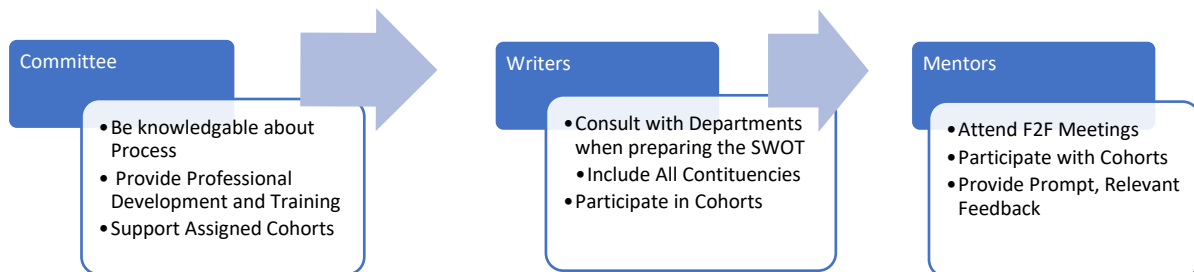 Committee
•Be knowledgable about
Process
• Provide Professional
Development and Training
•Support Assigned Cohorts
Writers
•Consult with Departments
when preparing the SWOT
•Include All Contituencies
•Participate in Cohorts
Mentors
•Attend F2F Meetings
•Participate with Cohorts
•Provide Prompt, Relevant
Feedback